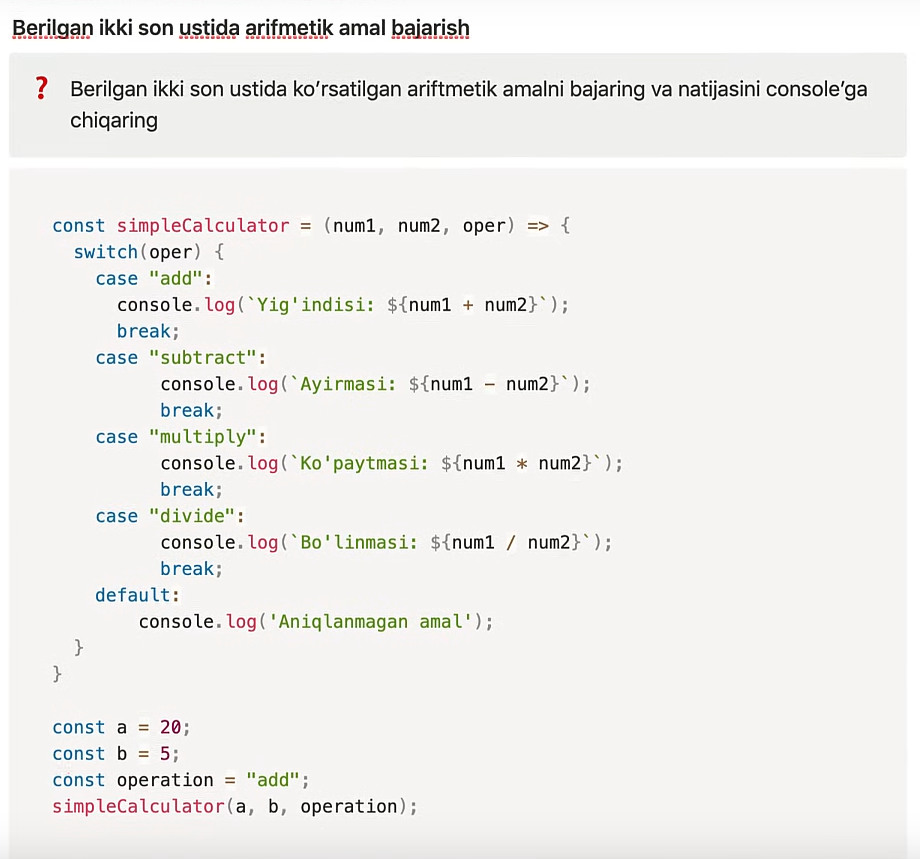 Berilgan ikki son ustida arifmetik amal bajarish
❓ Berilgan ikki son ustida ko’rsatilgan ariftmetik amalni bajaring va natijasini console’ga
chiqaring
const simpleCalculator = (num1, num2, oper) => {
  switch(oper) {
    case "add":
      console.log(`Yig'indisi: ${num1 + num2}`);
      break;
    case "subtract":
          console.log(`Ayirmasi: ${num1 - num2}`);
          break;
    case "multiply":
          console.log(`Ko'paytmasi: ${num1 * num2}`);
          break;
    case "divide":
          console.log(`Bo'linmasi: ${num1 / num2}`);
          break;
    default:
        console.log('Aniqlanmagan amal');
  }
}
const a = 20;
const b = 5;
const operation = "add";
simpleCalculator(a, b, operation);